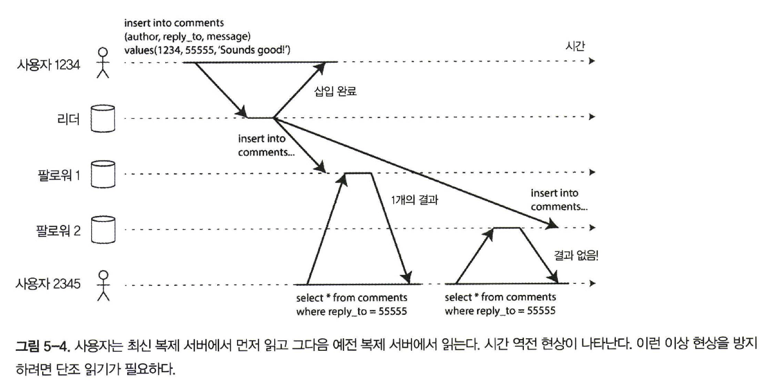 insert into comments
(author, reply_to, message)
values(1234, 55555, 'Sounds good!')
시간
사용자 1234
삽입 완료
리더
insert into
comments...
팔로워 1
1개의 결과
insert into
comments...
팔로워 2
결과 없음!
사용자 2345
select * from comments
where reply_to = 55555
select * from comments
where reply_to = 55555
그림 5-4. 사용자는 최신 복제 서버에서 먼저 읽고 그다음 예전 복제 서버에서 읽는다. 시간 역전 현상이 나타난다. 이런 이상 현상을 방지
하려면 단조 읽기가 필요하다.